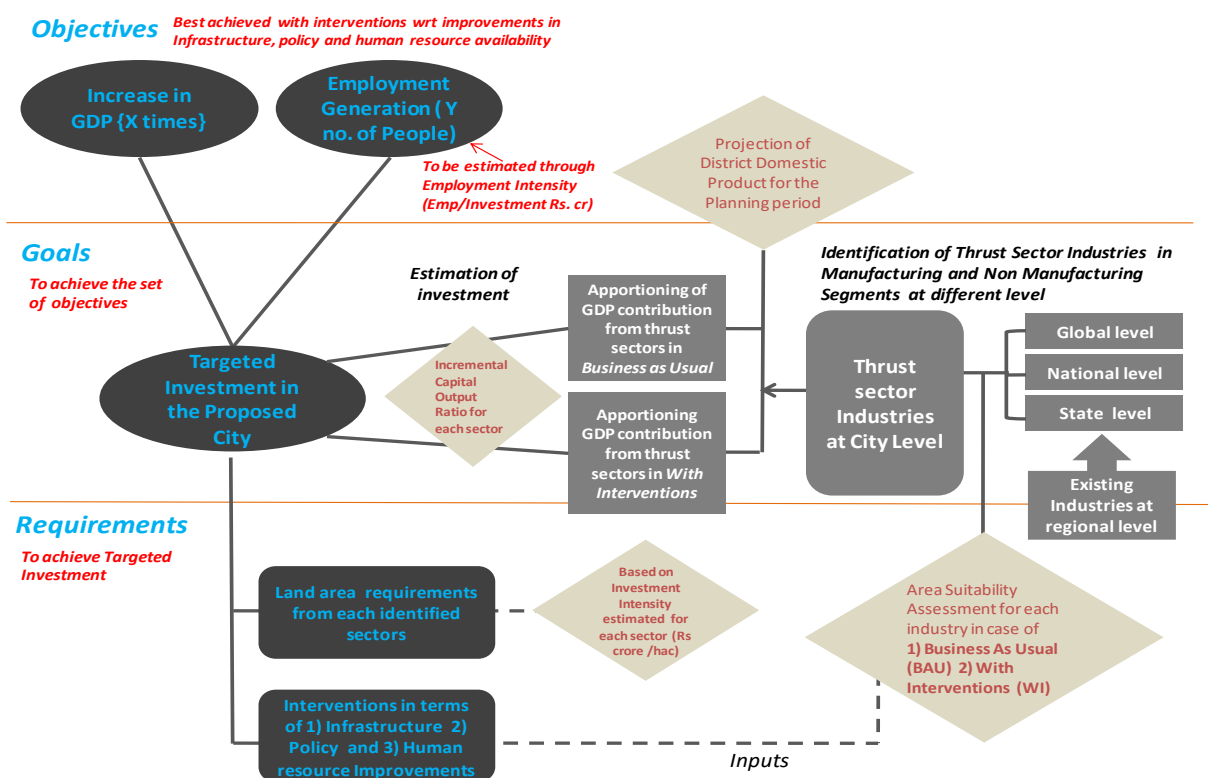 Objectives
Best achieved with interventions wrt improvements in
Infrastructure, policy and human resource availability
Increase in
GDP {X times}
Employment
Generation ( Y
no. of People)
To be estimated through
Employment Intensity
(Emp/Investment Rs. cr)
Projection of
District Domestic
Product for the
Planning period
Goals
To achieve the set
of objectives
Estimation of
investment
Identification of Thrust Sector Industries in
Manufacturing and Non Manufacturing
Segments at different level
Targeted
Investment in
the Proposed
City
Incremental
Capital
Output
Ratio for
each sector
Apportioning of
GDP contribution
from thrust
sectors in
Business as Usual
Apportioning
GDP contribution
from thrust
sectors in With
Interventions
Thrust
sector
Industries
at City Level
Global level
National level
State level
Existing
Industries at
regional level
Requirements
To achieve Targeted
Investment
Land area requirements
from each identified
sectors
Based on
Investment
Intensity
estimated for
each sector (Rs
crore /hac)
Area Suitability
Assessment for each
industry in case of
1) Business As Usual
(BAU) 2) With
Interventions (WI)
Interventions in terms
of 1) Infrastructure 2)
Policy and 3) Human
resource Improvements
Inputs